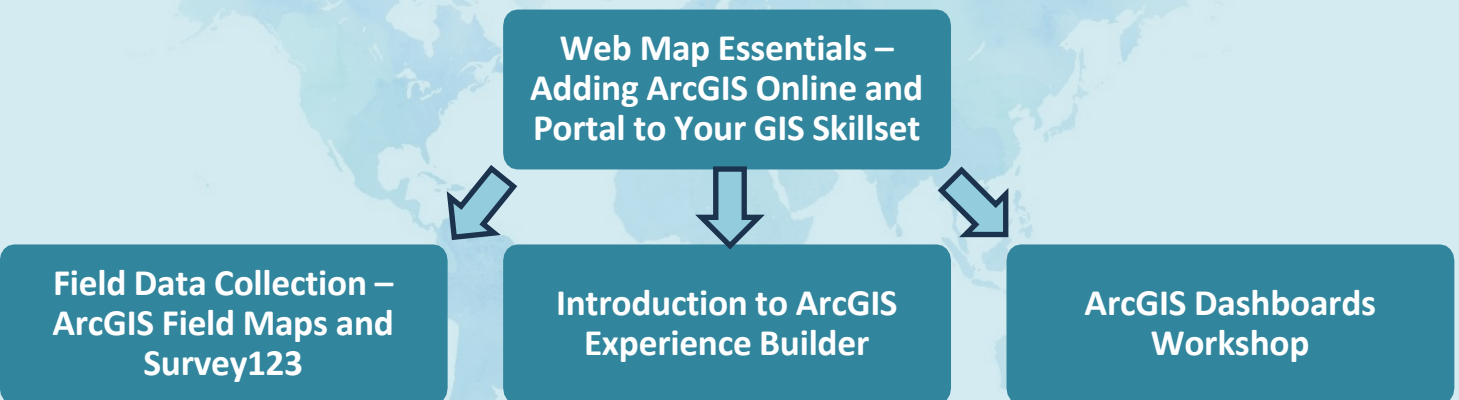 Web Map Essentials –
Adding ArcGIS Online and
Portal to Your GIS Skillset
Field Data Collection –
ArcGIS Field Maps and
Survey123
Introduction to ArcGIS
Experience Builder
ArcGIS Dashboards
Workshop